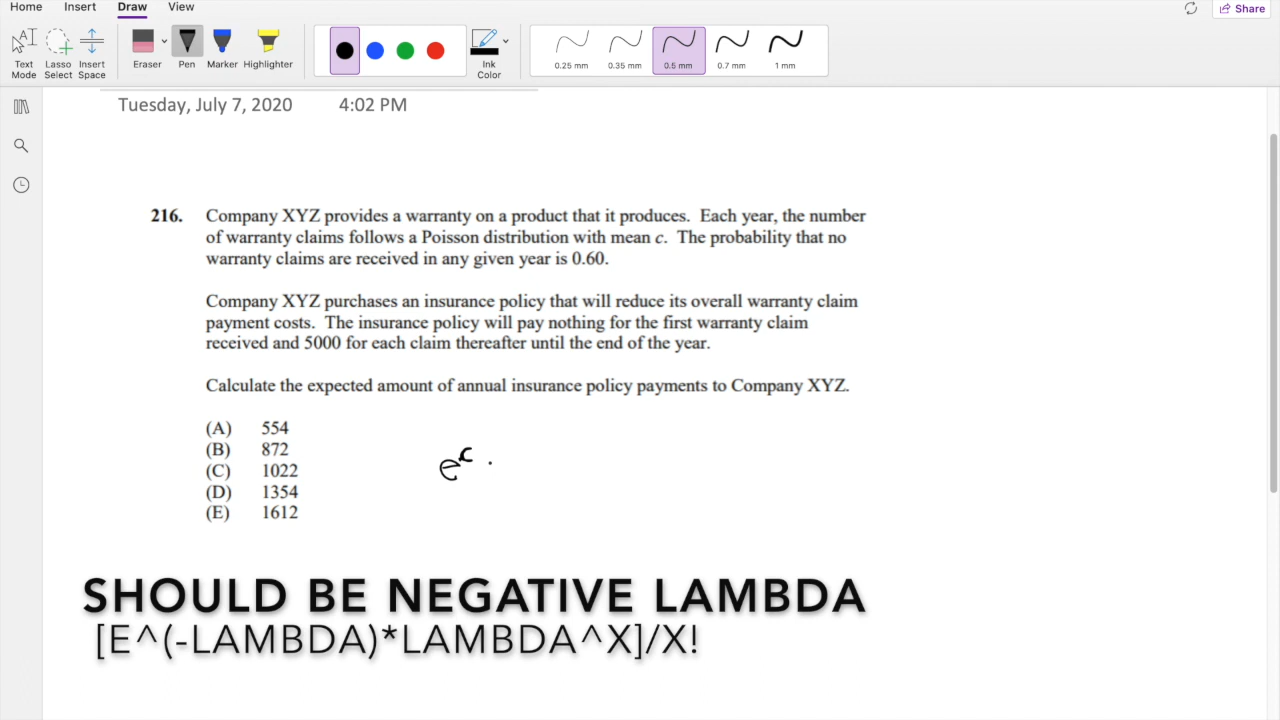 Home Insert Draw View
Share
Text Mode
Lasso Select
Insert Space
Eraser
Pen
Marker
Highlighter
Ink Color
0.25 mm
0.35 mm
0.5 mm
0.7 mm
1 mm
Tuesday, July 7, 2020 4:02 PM
216. Company XYZ provides a warranty on a product that it produces. Each year, the number
of warranty claims follows a Poisson distribution with mean c. The probability that no
warranty claims are received in any given year is 0.60.
Company XYZ purchases an insurance policy that will reduce its overall warranty claim
payment costs. The insurance policy will pay nothing for the first warranty claim
received and 5000 for each claim thereafter until the end of the year.
Calculate the expected amount of annual insurance policy payments to Company XYZ.
(A) 554
(B) 872
(C) 1022
(D) 1354
(E) 1612
e^c .
SHOULD BE NEGATIVE LAMBDA
[E^(-LAMBDA)*LAMBDA^X]/X!